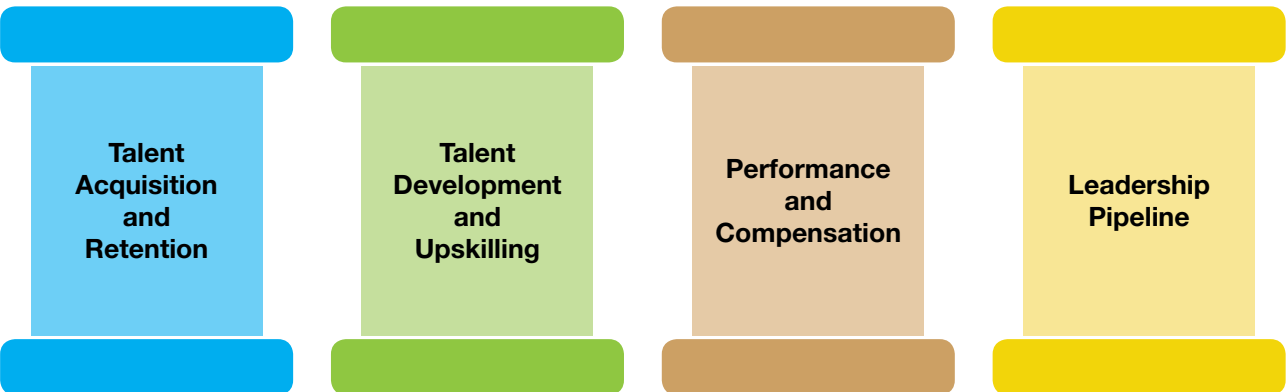 Talent
Acquisition
and
Retention
Talent
Development
and
Upskilling
Performance
and
Compensation
Leadership
Pipeline